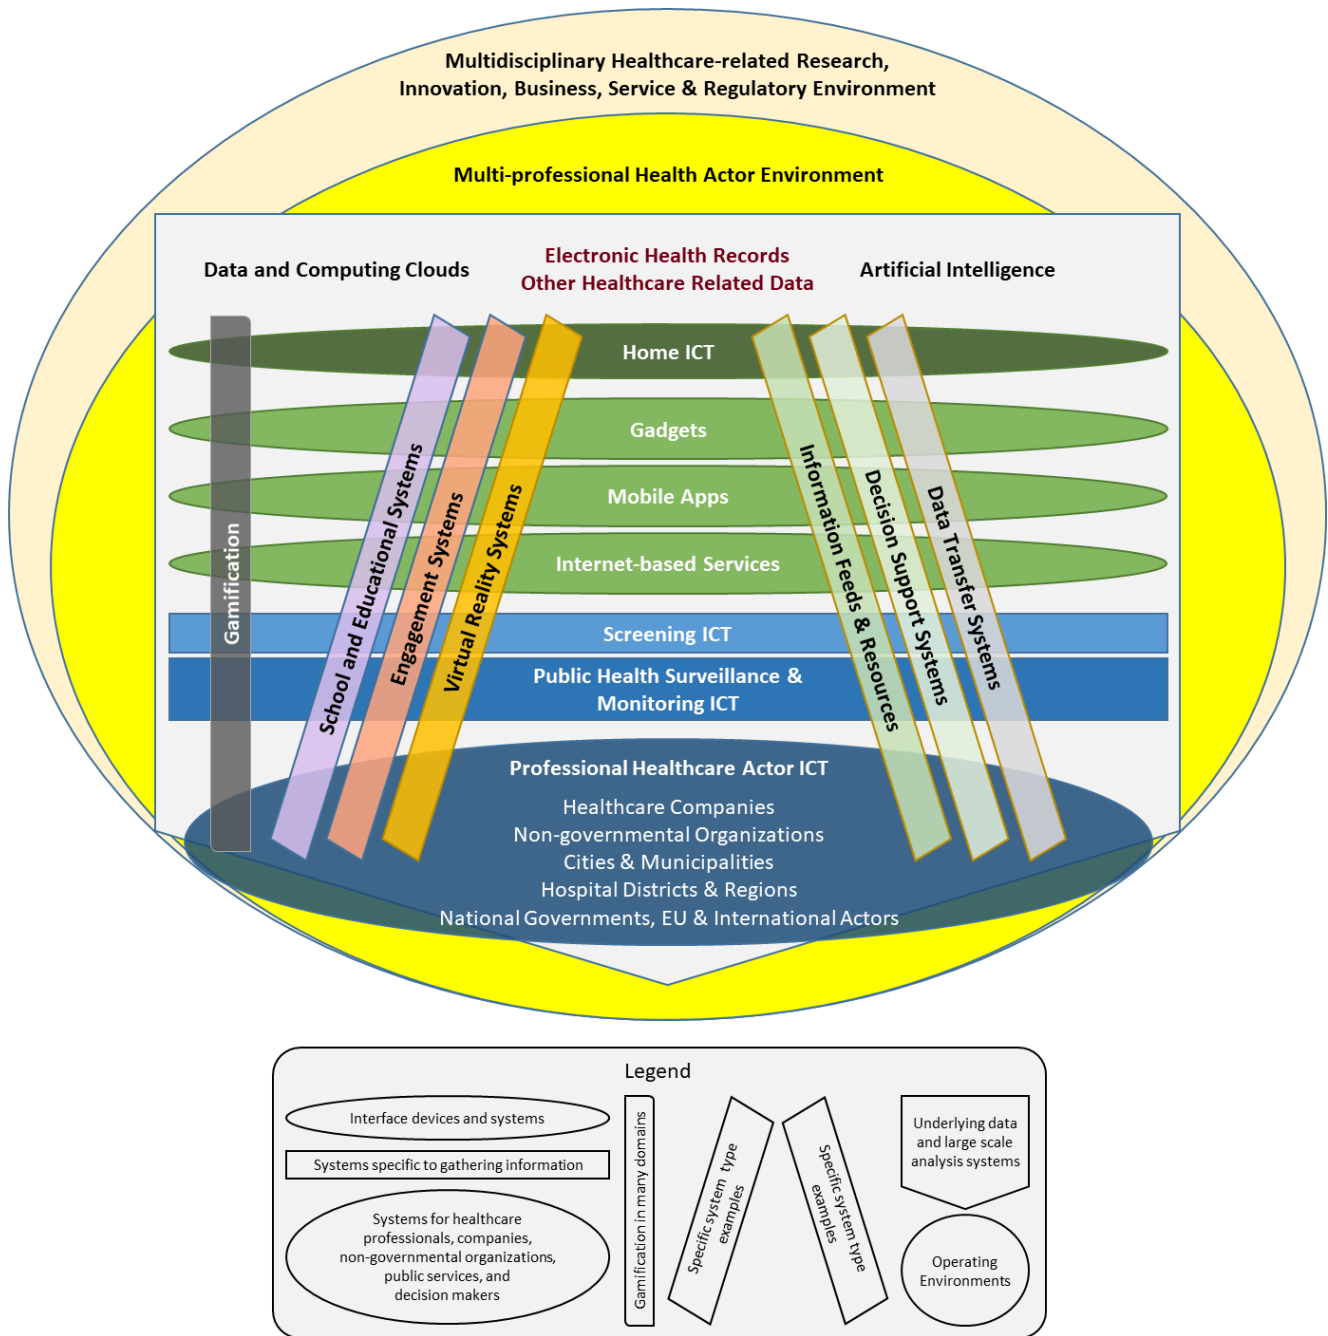 Multidisciplinary Healthcare-related Research,
Innovation, Business, Service & Regulatory Environment
Multi-professional Health Actor Environment
Data and Computing Clouds
Electronic Health Records
Other Healthcare Related Data
Artificial Intelligence
Home ICT
Gadgets
Mobile Apps
Internet-based Services
Screening ICT
Public Health Surveillance &
Monitoring ICT
Gamification
School and Educational Systems
Engagement Systems
Virtual Reality Systems
Information Feeds & Resources
Decision Support Systems
Data Transfer Systems
Professional Healthcare Actor ICT
Healthcare Companies
Non-governmental Organizations
Cities & Municipalities
Hospital Districts & Regions
National Governments, EU & International Actors
Legend
Interface devices and systems
Systems specific to gathering information
Systems for healthcare
professionals, companies,
non-governmental organizations,
public services, and
decision makers
Gamification in many domains
Specific system type
examples
Specific system type
examples
Underlying data
and large scale
analysis systems
Operating
Environments